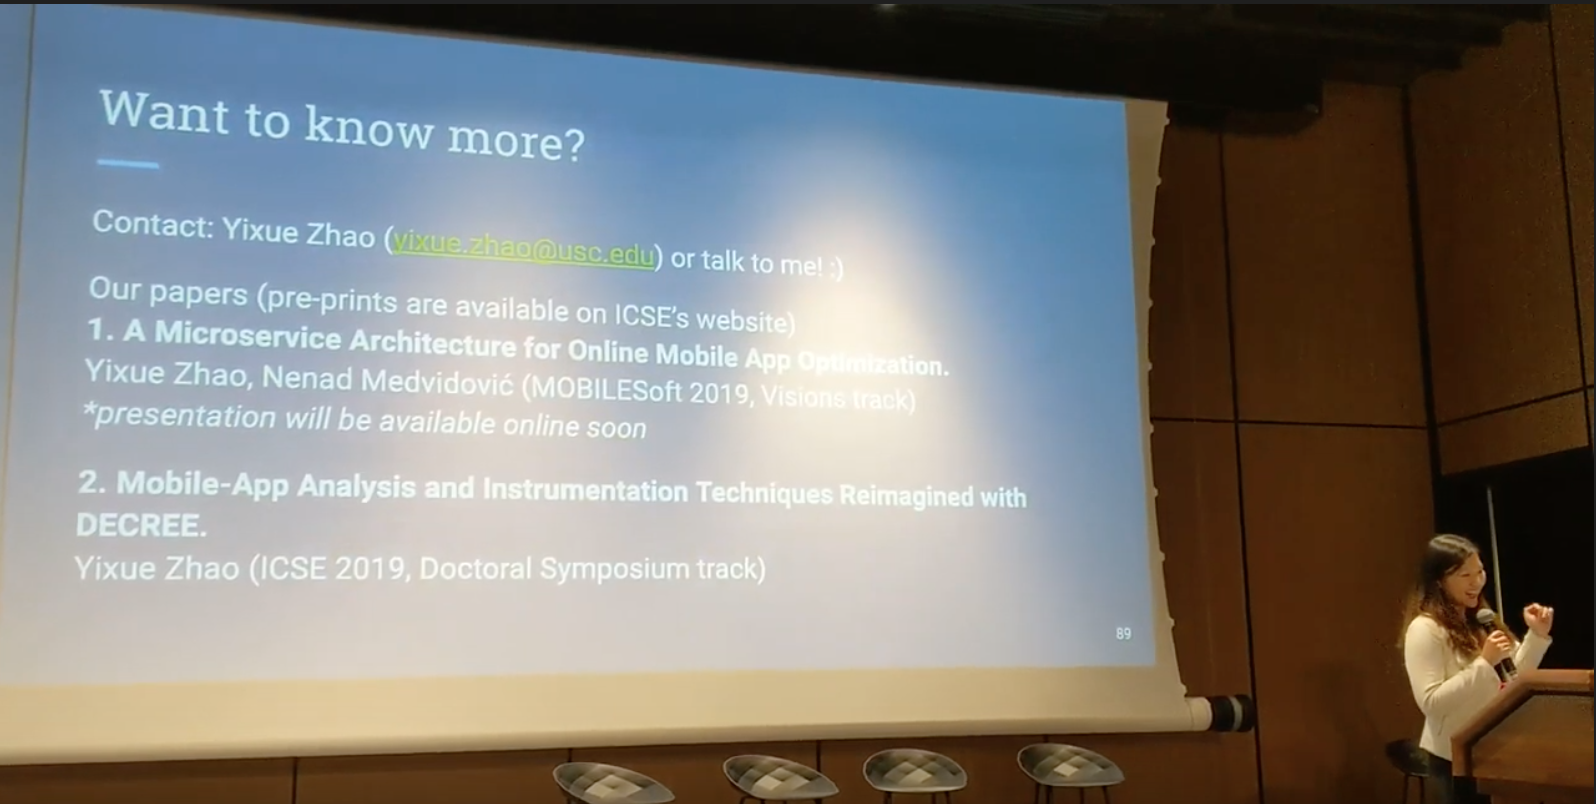 Want to know more?
Contact: Yixue Zhao (yixue.zhao@usc.edu) or talk to me! :)
Our papers (pre-prints are available on ICSE’s website)
1. A Microservice Architecture for Online Mobile App Optimization.
Yixue Zhao, Nenad Medvidović (MOBILESoft 2019, Visions track)
*presentation will be available online soon
2. Mobile-App Analysis and Instrumentation Techniques Reimagined with
DECREE.
Yixue Zhao (ICSE 2019, Doctoral Symposium track)
89